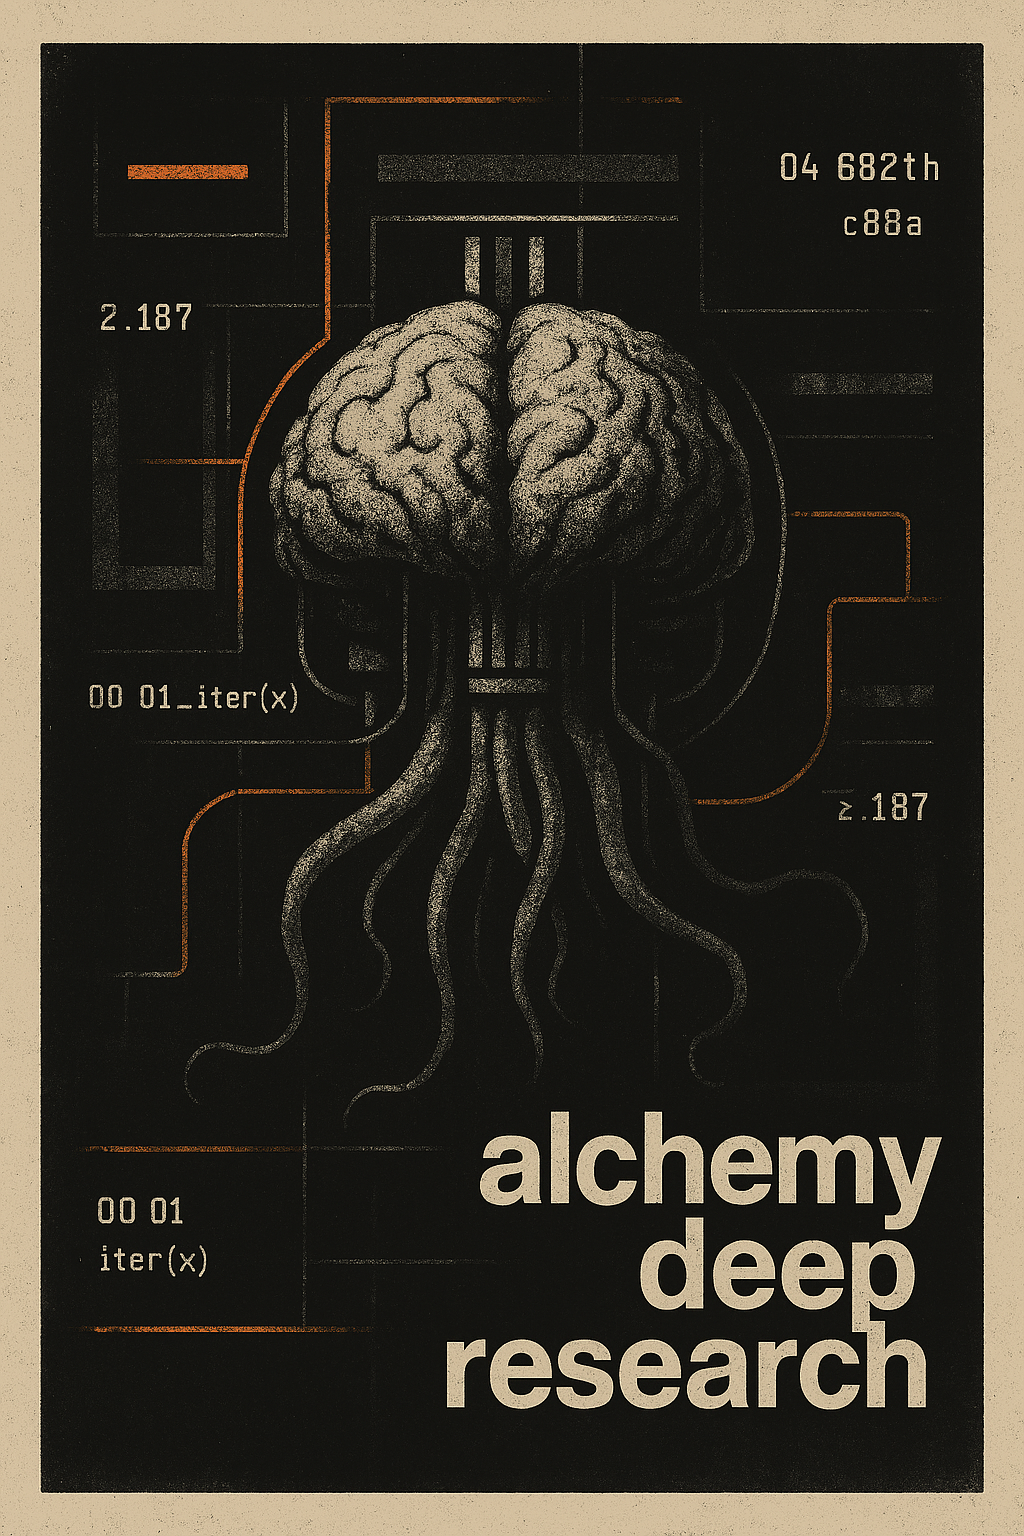 04 682th
c88a
2.187
00 01_iter(x)
≥.187
alchemy
deep
research
00 01
iter(x)